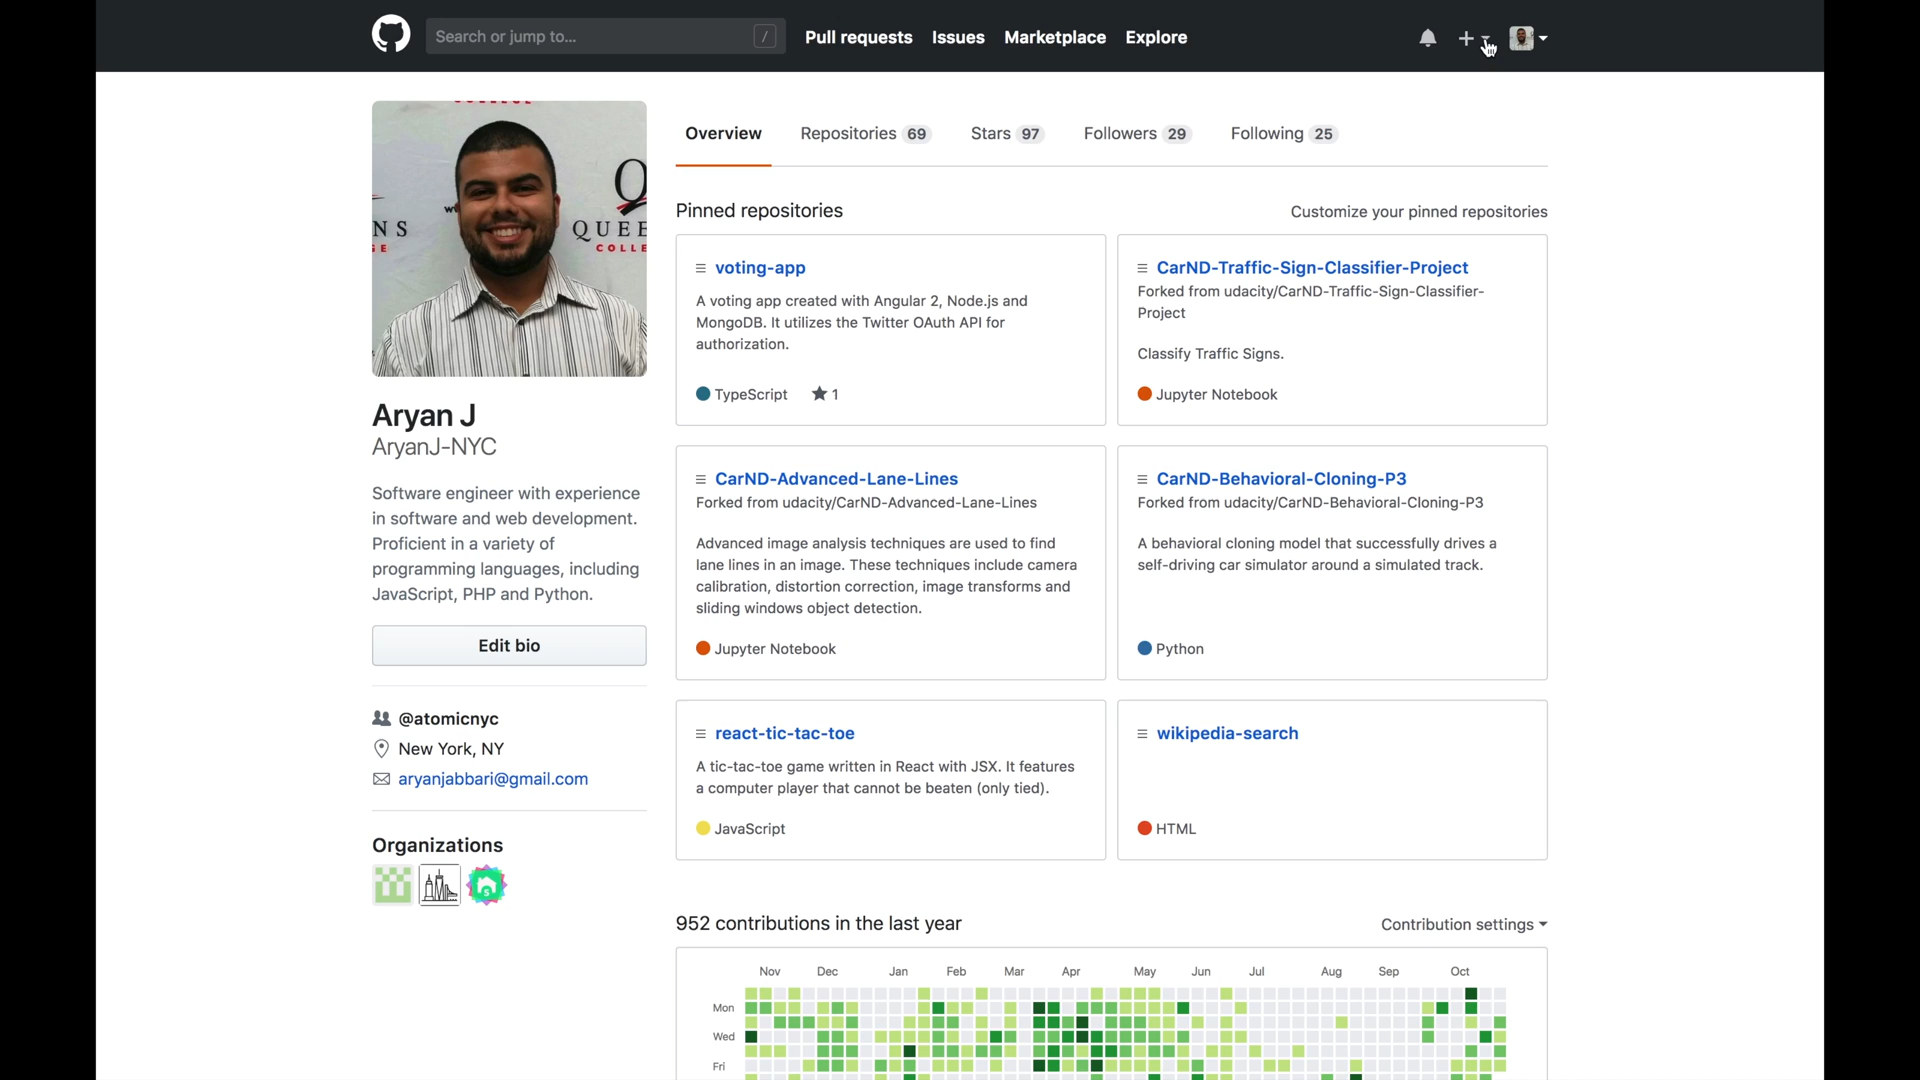 Search or jump to...
/
Pull requests Issues Marketplace Explore
NS
QUEE
COLLE
Aryan J
AryanJ-NYC
Software engineer with experience
in software and web development.
Proficient in a variety of
programming languages, including
JavaScript, PHP and Python.
Edit bio
@atomicnyc
New York, NY
aryanjabbari@gmail.com
Organizations
Overview Repositories 69 Stars 97 Followers 29 Following 25
Pinned repositories
Customize your pinned repositories
voting-app
A voting app created with Angular 2, Node.js and
MongoDB. It utilizes the Twitter OAuth API for
authorization.
TypeScript 1
CarND-Traffic-Sign-Classifier-Project
Forked from udacity/CarND-Traffic-Sign-Classifier-
Project
Classify Traffic Signs.
Jupyter Notebook
CarND-Advanced-Lane-Lines
Forked from udacity/CarND-Advanced-Lane-Lines
Advanced image analysis techniques are used to find
lane lines in an image. These techniques include camera
calibration, distortion correction, image transforms and
sliding windows object detection.
Jupyter Notebook
CarND-Behavioral-Cloning-P3
Forked from udacity/CarND-Behavioral-Cloning-P3
A behavioral cloning model that successfully drives a
self-driving car simulator around a simulated track.
Python
react-tic-tac-toe
A tic-tac-toe game written in React with JSX. It features
a computer player that cannot be beaten (only tied).
JavaScript
wikipedia-search
HTML
952 contributions in the last year
Contribution settings
Nov Dec Jan Feb Mar Apr May Jun Jul Aug Sep Oct
Mon
Wed
Fri